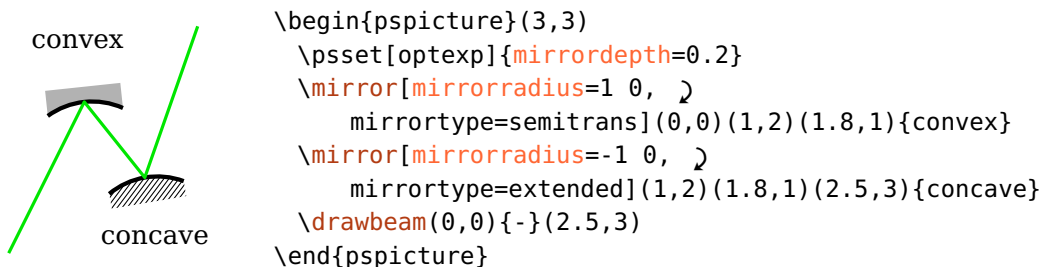 convex
concave
\begin{pspicture}(3,3)
\psset[optexp]{mirrordepth=0.2}
\mirror[mirrorradius=1 0,
mirrortype=semitrans](0,0)(1,2)(1.8,1){convex}
\mirror[mirrorradius=-1 0,
mirrortype=extended](1,2)(1.8,1)(2.5,3){concave}
\drawbeam(0,0){-}(2.5,3)
\end{pspicture}